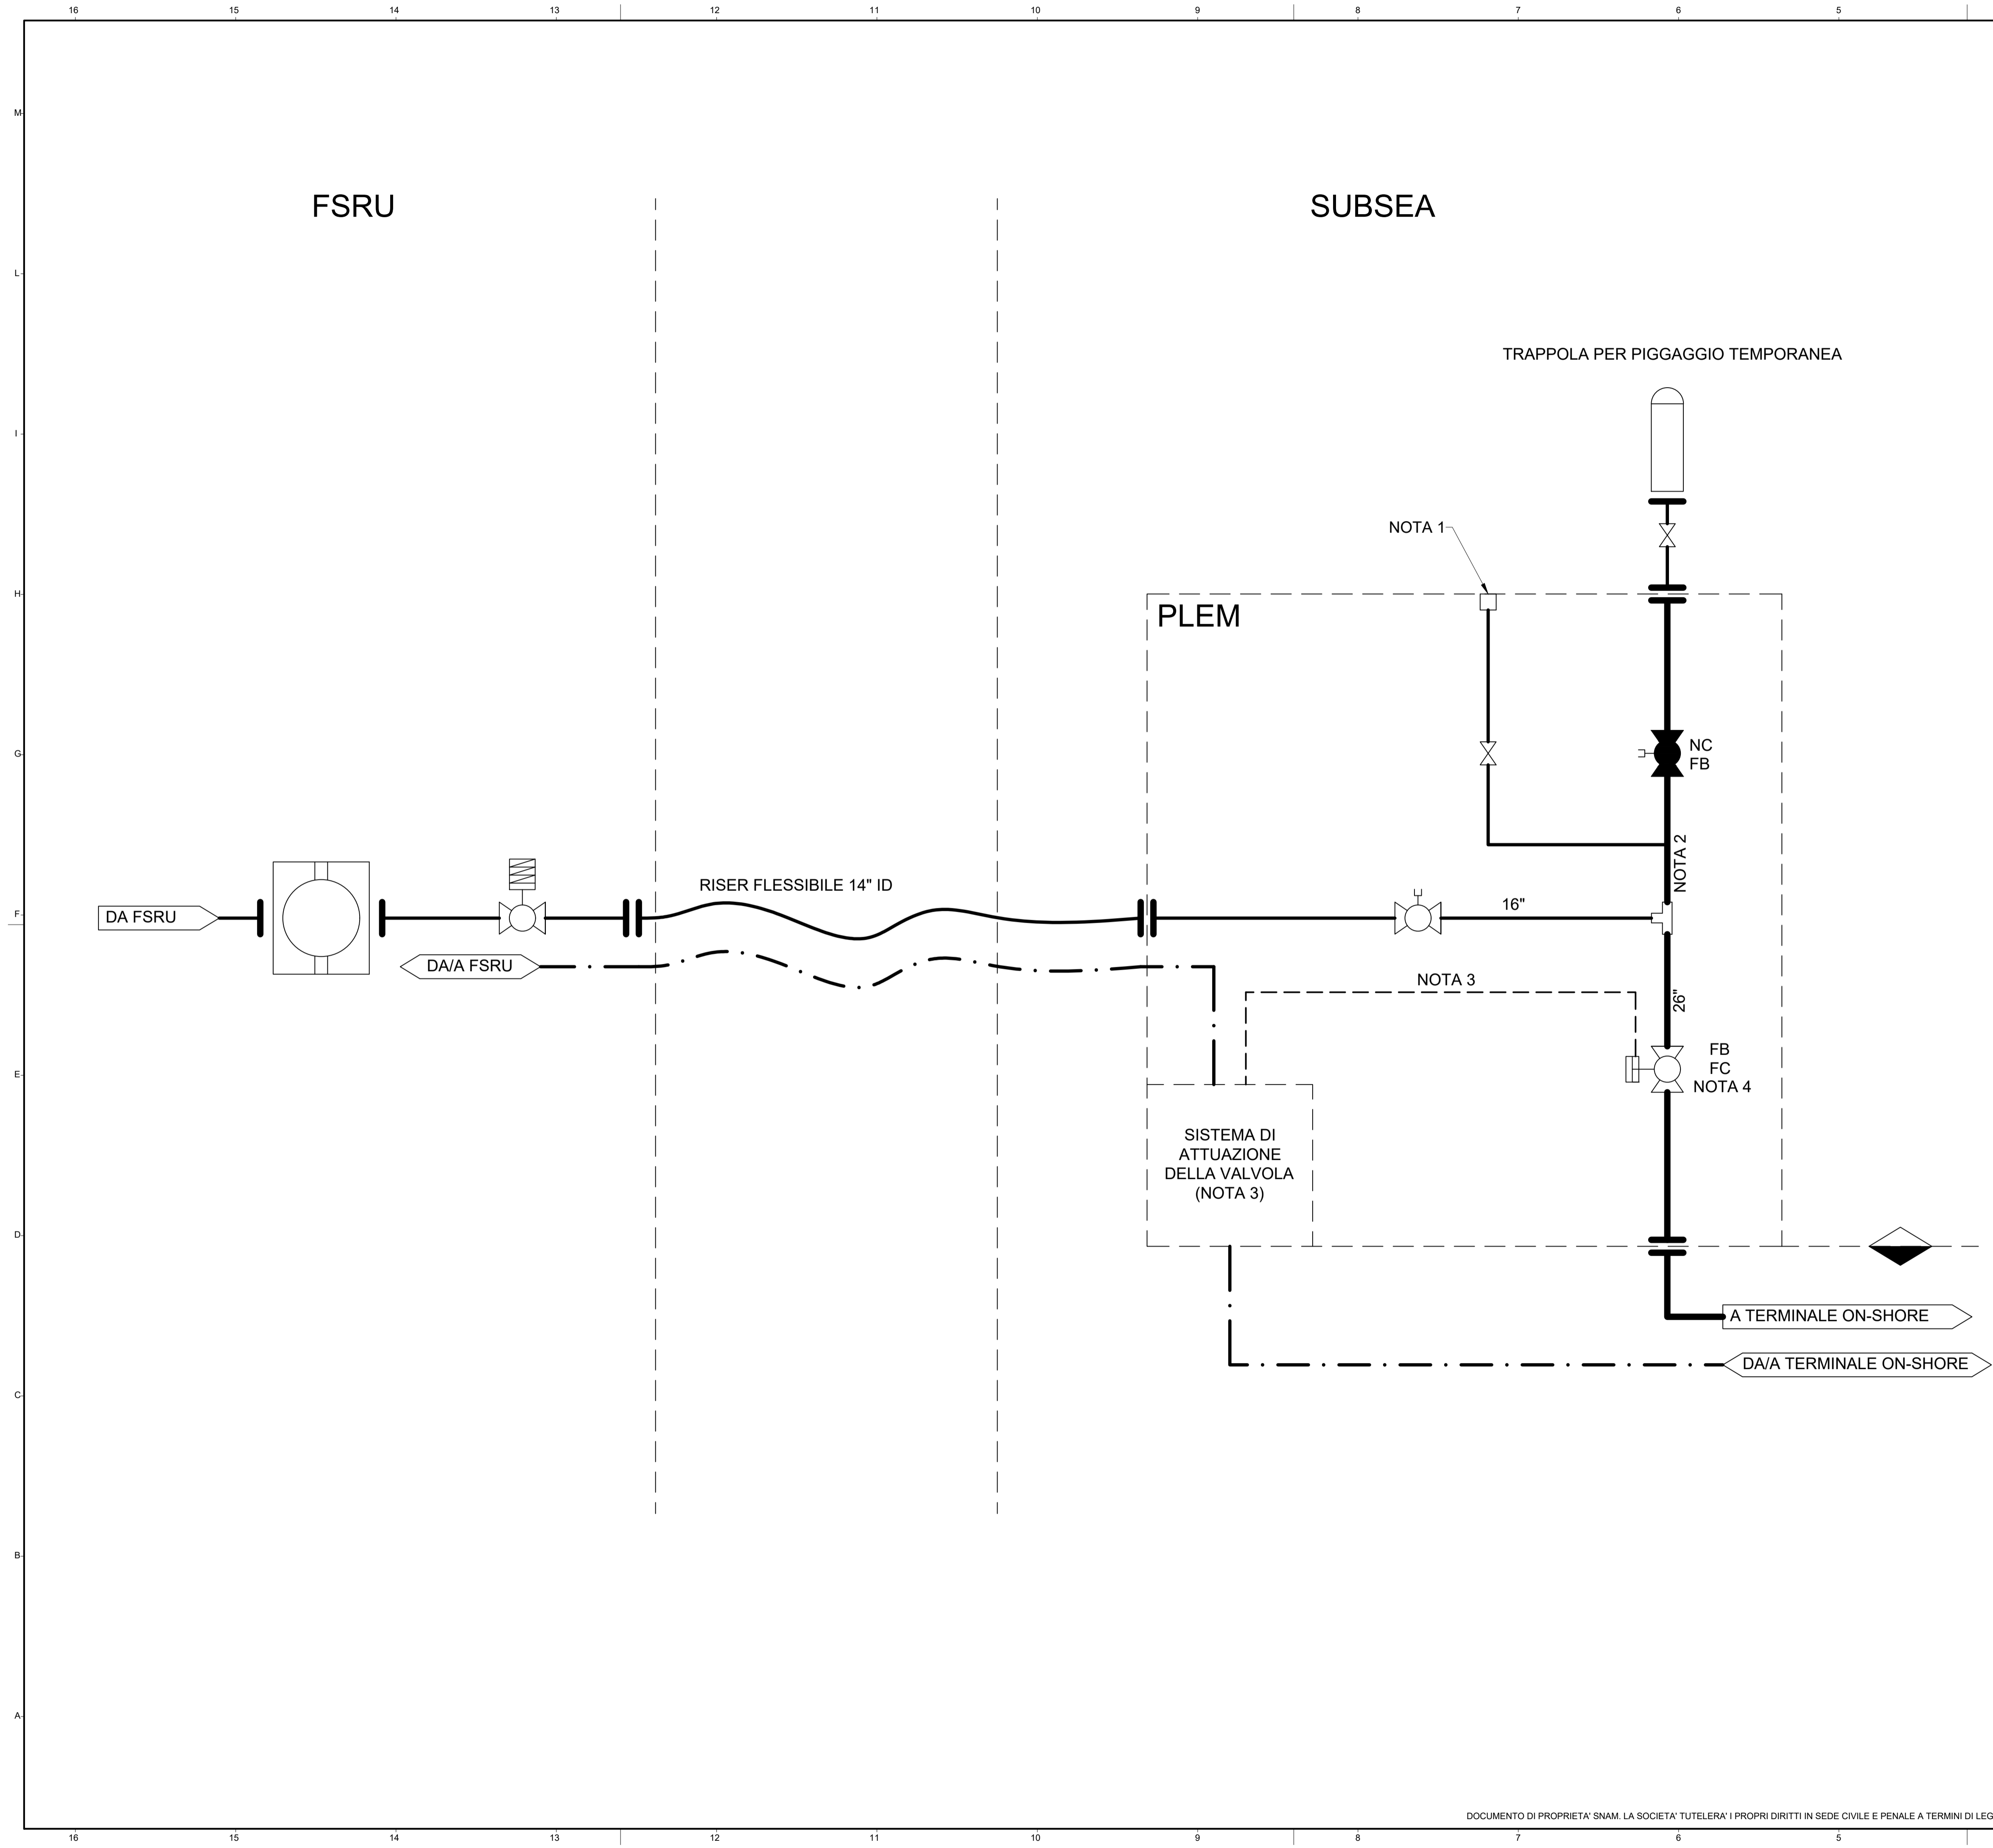 16 15 14 13 12 11 10 9 8 7 6 5
M
FSRU
SUBSEA
L
TRAPPOLA PER PIGGAGGIO TEMPORANEA
I
NOTA 1
H
PLEM
G
NC
FB
NOTA 2
RISER FLESSIBILE 14" ID
16"
F
DA FSRU
DA/A FSRU
NOTA 3
26"
E
FB
FC
NOTA 4
SISTEMA DI
ATTUAZIONE
DELLA VALVOLA
(NOTA 3)
D
A TERMINALE ON-SHORE
DA/A TERMINALE ON-SHORE
C
B
A
DOCUMENTO DI PROPRIETA' SNAM. LA SOCIETA' TUTELERA' I PROPRI DIRITTI IN SEDE CIVILE E PENALE A TERMINI DI LEG
16 15 14 13 12 11 10 9 8 7 6 5